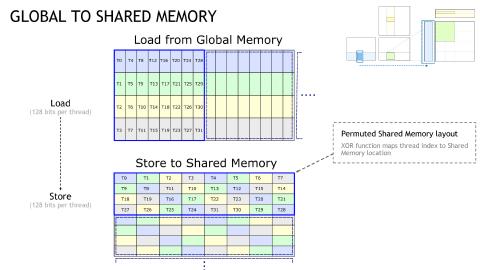 GLOBAL TO SHARED MEMORY
Load from Global Memory
T0 T4 T8 T12 T16 T20 T24 T28
T1 T5 T9 T13 T17 T21 T25 T29
T2 T6 T10 T14 T18 T22 T26 T30
T3 T7 T11 T15 T19 T23 T27 T31
Load
(128 bits per thread)
Permuted Shared Memory layout
XOR function maps thread index to Shared
Memory location
Store to Shared Memory
T0 T1 T2 T3 T4 T5 T6 T7
T9 T8 T11 T10 T13 T12 T15 T14
T18 T19 T16 T17 T22 T23 T20 T21
T27 T26 T25 T24 T31 T30 T29 T28
Store
(128 bits per thread)